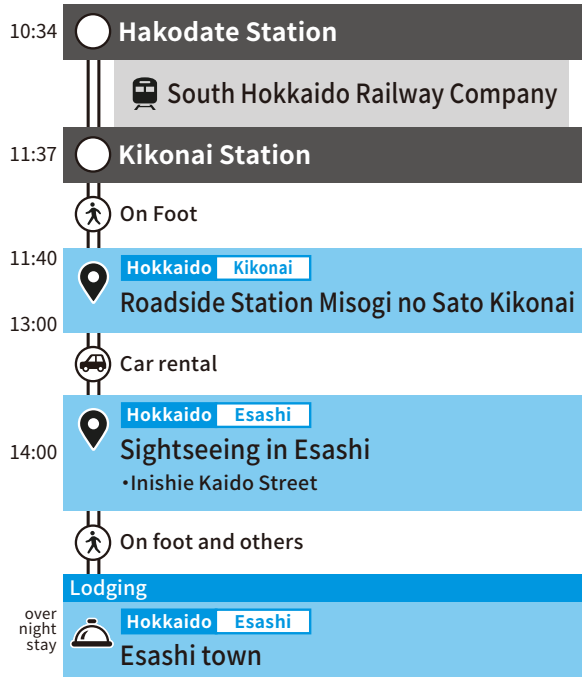 10:34 Hakodate Station
South Hokkaido Railway Company
11:37 Kikonai Station
On Foot
11:40
Hokkaido Kikonai
Roadside Station Misogi no Sato Kikonai
13:00
Car rental
Hokkaido Esashi
14:00 Sightseeing in Esashi
・Inishie Kaido Street
On foot and others
Lodging
over
night
stay
Hokkaido Esashi
Esashi town